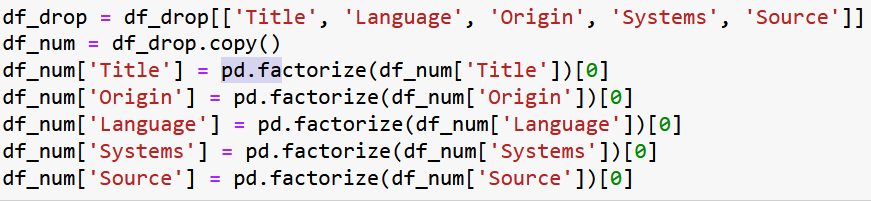 df_drop = df_drop[['Title', 'Language', 'Origin', 'Systems', 'Source']]
df_num = df_drop.copy()
df_num['Title'] = pd.factorize(df_num['Title'])[0]
df_num['Origin'] = pd.factorize(df_num['Origin'])[0]
df_num['Language'] = pd.factorize(df_num['Language'])[0]
df_num['Systems'] = pd.factorize(df_num['Systems'])[0]
df_num['Source'] = pd.factorize(df_num['Source'])[0]